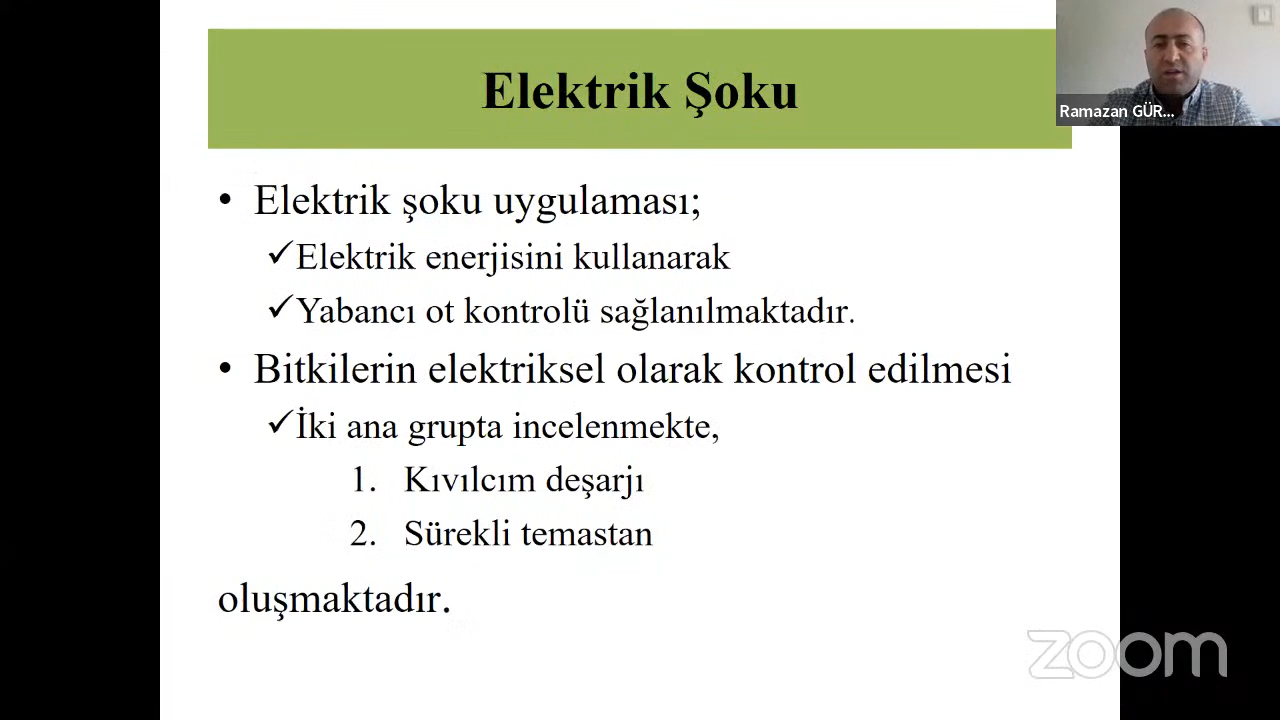 Elektrik Şoku
Ramazan GÜR...
• Elektrik şoku uygulaması;
✓Elektrik enerjisini kullanarak
✓Yabancı ot kontrolü sağlanılmaktadır.
• Bitkilerin elektriksel olarak kontrol edilmesi
✓İki ana grupta incelenmekte,
1. Kıvılcım deşarjı
2. Sürekli temastan
oluşmaktadır.
zoom